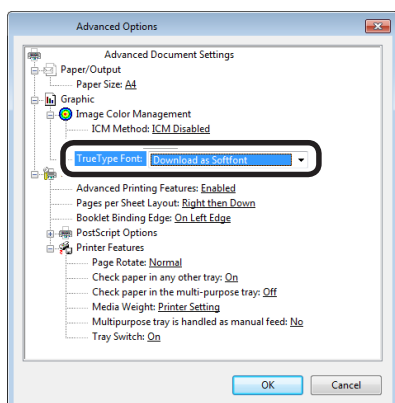 Advanced Options
Advanced Document Settings
Paper/Output
Paper Size: A4
Graphic
Image Color Management
ICM Method: ICM Disabled
TrueType Font: Download as Softfont
Advanced Printing Features: Enabled
Pages per Sheet Layout: Right then Down
Booklet Binding Edge: On Left Edge
PostScript Options
Printer Features
Page Rotate: Normal
Check paper in any other tray: On
Check paper in the multi-purpose tray: Off
Media Weight: Printer Setting
Multipurpose tray is handled as manual feed: No
Tray Switch: On
OK Cancel